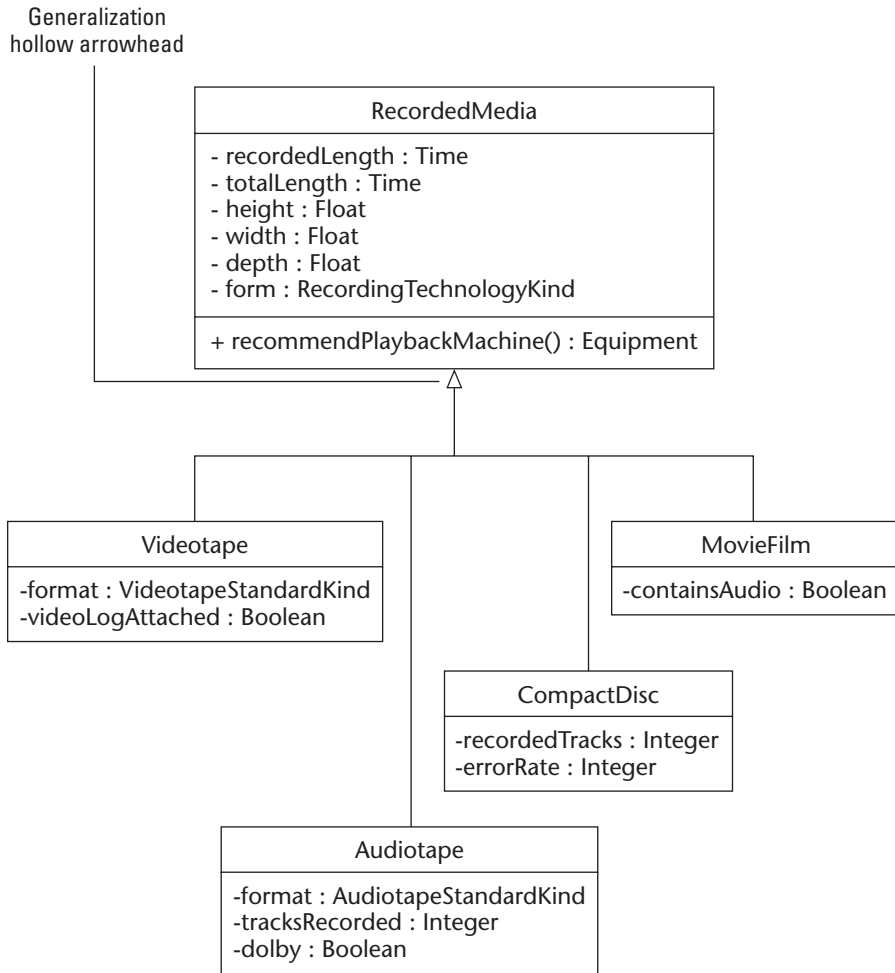 Generalization
hollow arrowhead
RecordedMedia
- recordedLength : Time
- totalLength : Time
- height : Float
- width : Float
- depth : Float
- form : RecordingTechnologyKind
+ recommendPlaybackMachine() : Equipment
Videotape
-format : VideotapeStandardKind
-videoLogAttached : Boolean
MovieFilm
-containsAudio : Boolean
CompactDisc
-recordedTracks : Integer
-errorRate : Integer
Audiotape
-format : AudiotapeStandardKind
-tracksRecorded : Integer
-dolby : Boolean